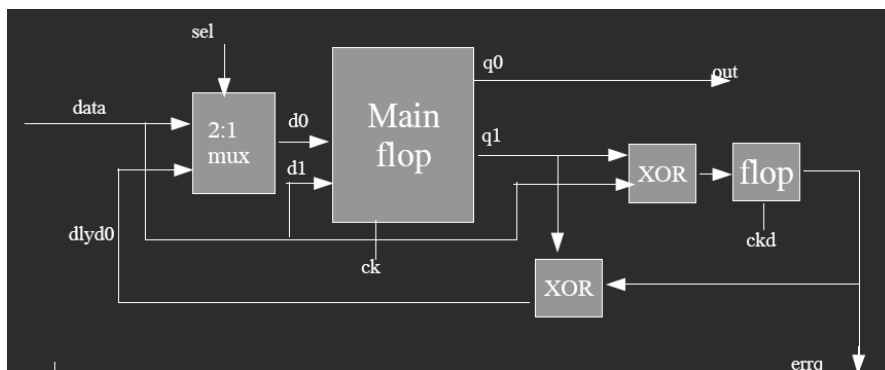 sel
data
2:1
mux
d0
d1
Main
flop
q0
out
q1
XOR
flop
dlyd0
ck
ckd
XOR
errq